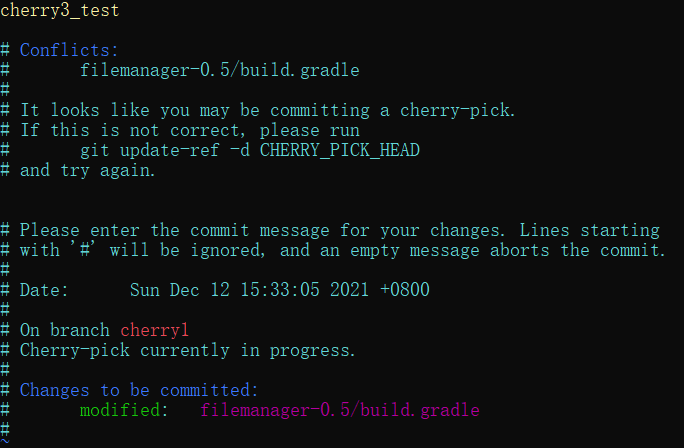 cherry3_test
# Conflicts:
#       filemanager-0.5/build.gradle
#
# It looks like you may be committing a cherry-pick.
# If this is not correct, please run
#       git update-ref -d CHERRY_PICK_HEAD
# and try again.
# Please enter the commit message for your changes. Lines starting
# with '#' will be ignored, and an empty message aborts the commit.
#
# Date:      Sun Dec 12 15:33:05 2021 +0800
#
# On branch cherry1
# Cherry-pick currently in progress.
#
# Changes to be committed:
#       modified:   filemanager-0.5/build.gradle
#
~